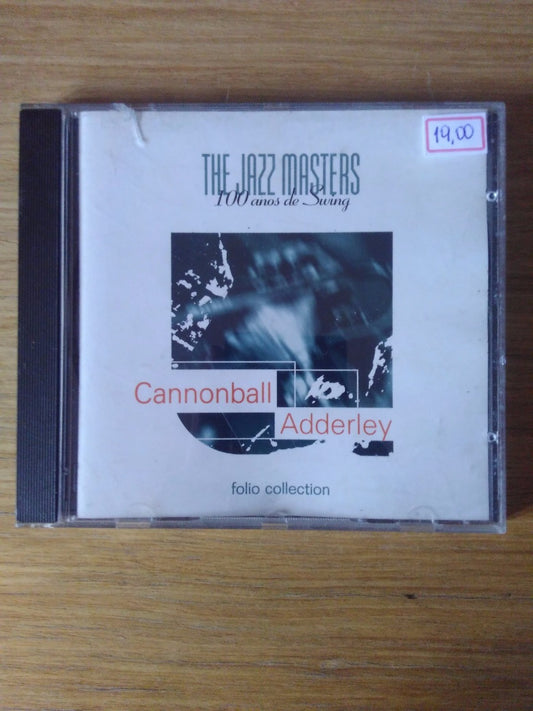 19,00
THE JAZZ MASTERS
100 anos de Swing
Cannonball
Adderley
folio collection